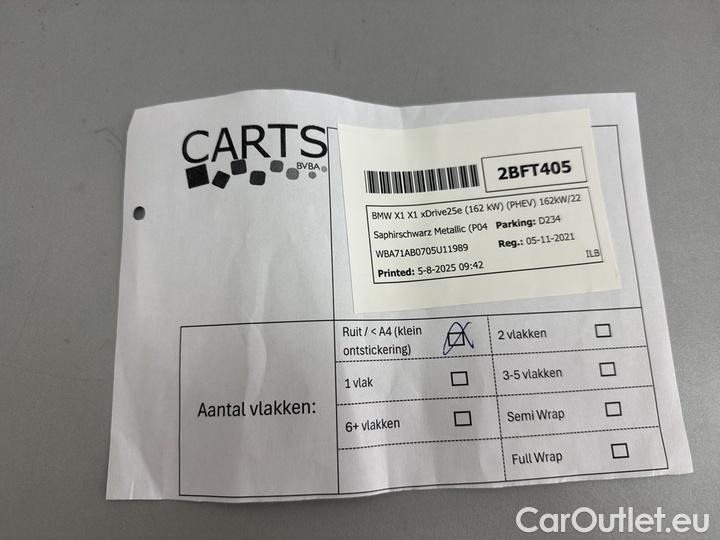 CARTS
BVBA
2BFT405
BMW X1 X1 xDrive25e (162 kW) (PHEV) 162kW/22
Saphirschwarz Metallic (P04 Parking: D234
WBA71AB0705U11989 Reg.: 05-11-2021
Printed: 5-8-2025 09:42 ILB
Aantal vlakken:
Ruit / < A4 (klein
ontstickering)
2 vlakken
1 vlak
3-5 vlakken
6+ vlakken
Semi Wrap
Full Wrap
CarOutlet.eu